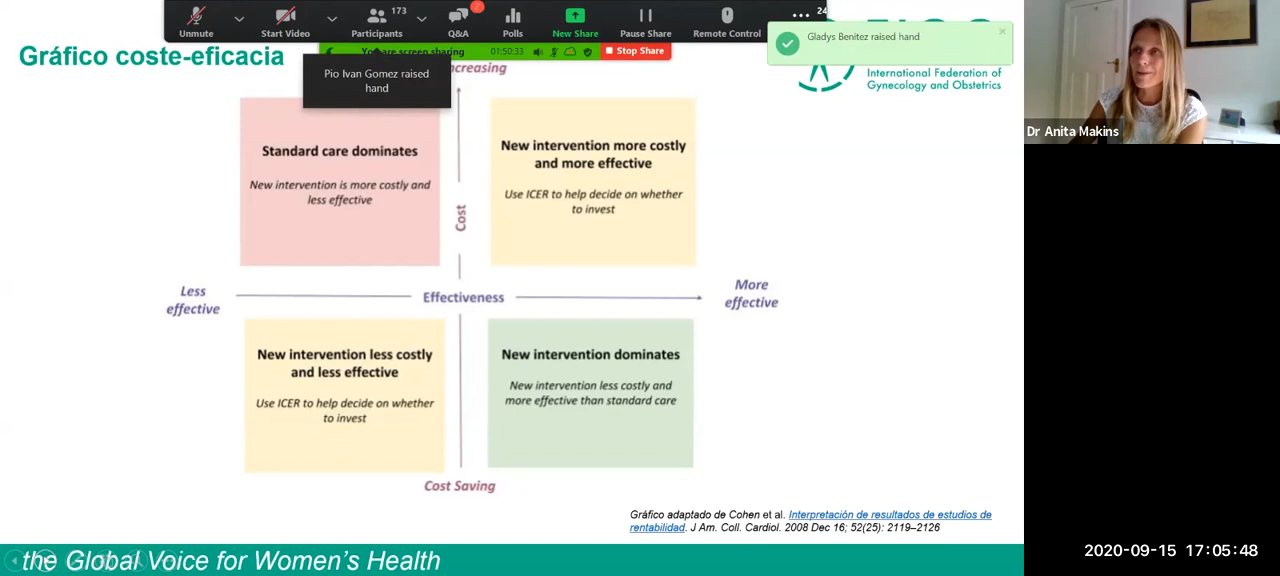 173
2
24
Unmute
Start Video
Participants
Q&A
Polls
New Share
Pause Share
Remote Control
You are screen sharing
01:50:33
Stop Share
Gladys Benitez raised hand
Pio Ivan Gomez raised
hand
Gráfico coste-eficacia
International Federation of
Gynecology and Obstetrics
Dr Anita Makins
Standard care dominates
New intervention is more costly and
less effective
New intervention more costly
and more effective
Use ICER to help decide on whether
to invest
Cost
Less
effective
Effectiveness
More
effective
New intervention less costly
and less effective
Use ICER to help decide on whether
to invest
New intervention dominates
New intervention less costly and
more effective than standard care
Cost Saving
Gráfico adaptado de Cohen et al. Interpretación de resultados de estudios de
rentabilidad. J Am. Coll. Cardiol. 2008 Dec 16; 52(25): 2119–2126
the Global Voice for Women's Health
2020-09-15 17:05:48